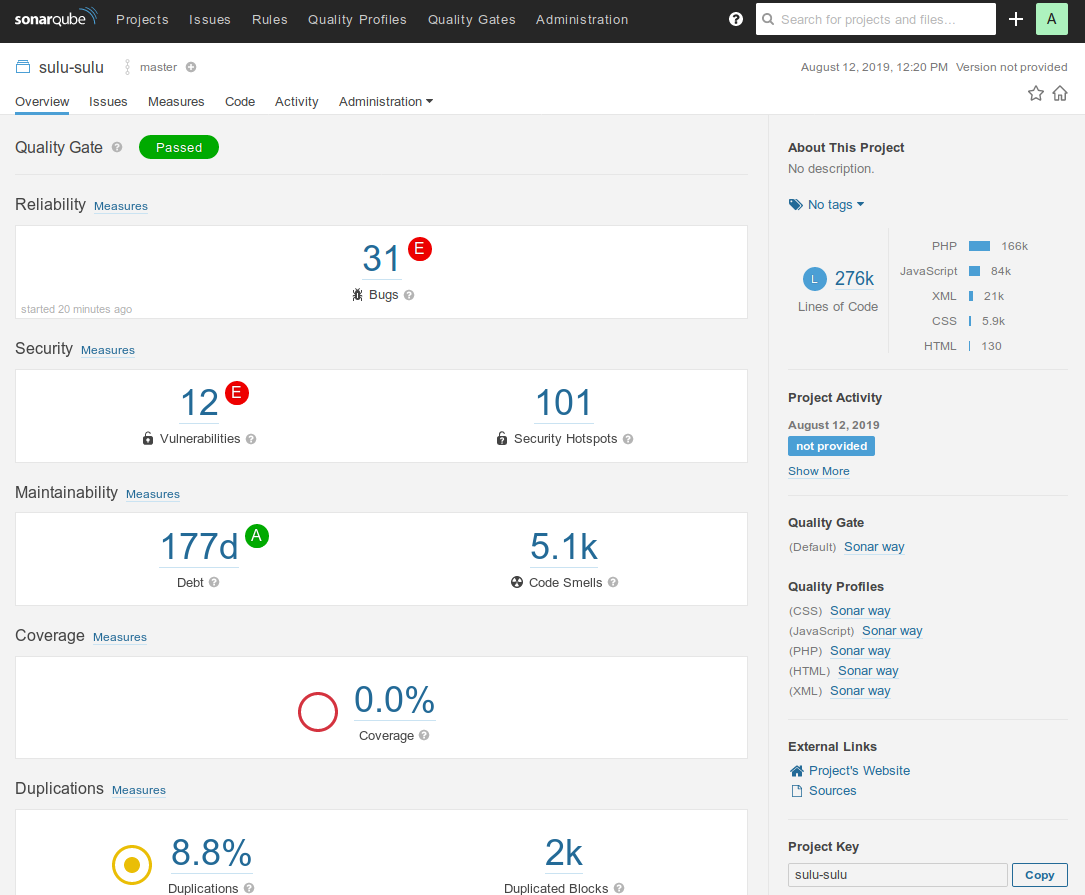 sonarqube Projects Issues Rules Quality Profiles Quality Gates Administration ? Search for projects and files... + A
sulu-sulu master August 12, 2019, 12:20 PM Version not provided
Overview Issues Measures Code Activity Administration
Quality Gate ? Passed
Reliability Measures
31 E
Bugs ?
started 20 minutes ago
Security Measures
12 E 101
Vulnerabilities ? Security Hotspots ?
Maintainability Measures
177d A 5.1k
Debt ? Code Smells ?
Coverage Measures
0.0%
Coverage ?
Duplications Measures
8.8% 2k
Duplications ? Duplicated Blocks ?
About This Project
No description.
No tags
L 276k
Lines of Code
PHP 166k
JavaScript 84k
XML 21k
CSS 5.9k
HTML 130
Project Activity
August 12, 2019
not provided
Show More
Quality Gate
(Default) Sonar way
Quality Profiles
(CSS) Sonar way
(JavaScript) Sonar way
(PHP) Sonar way
(HTML) Sonar way
(XML) Sonar way
External Links
Project's Website
Sources
Project Key
sulu-sulu Copy